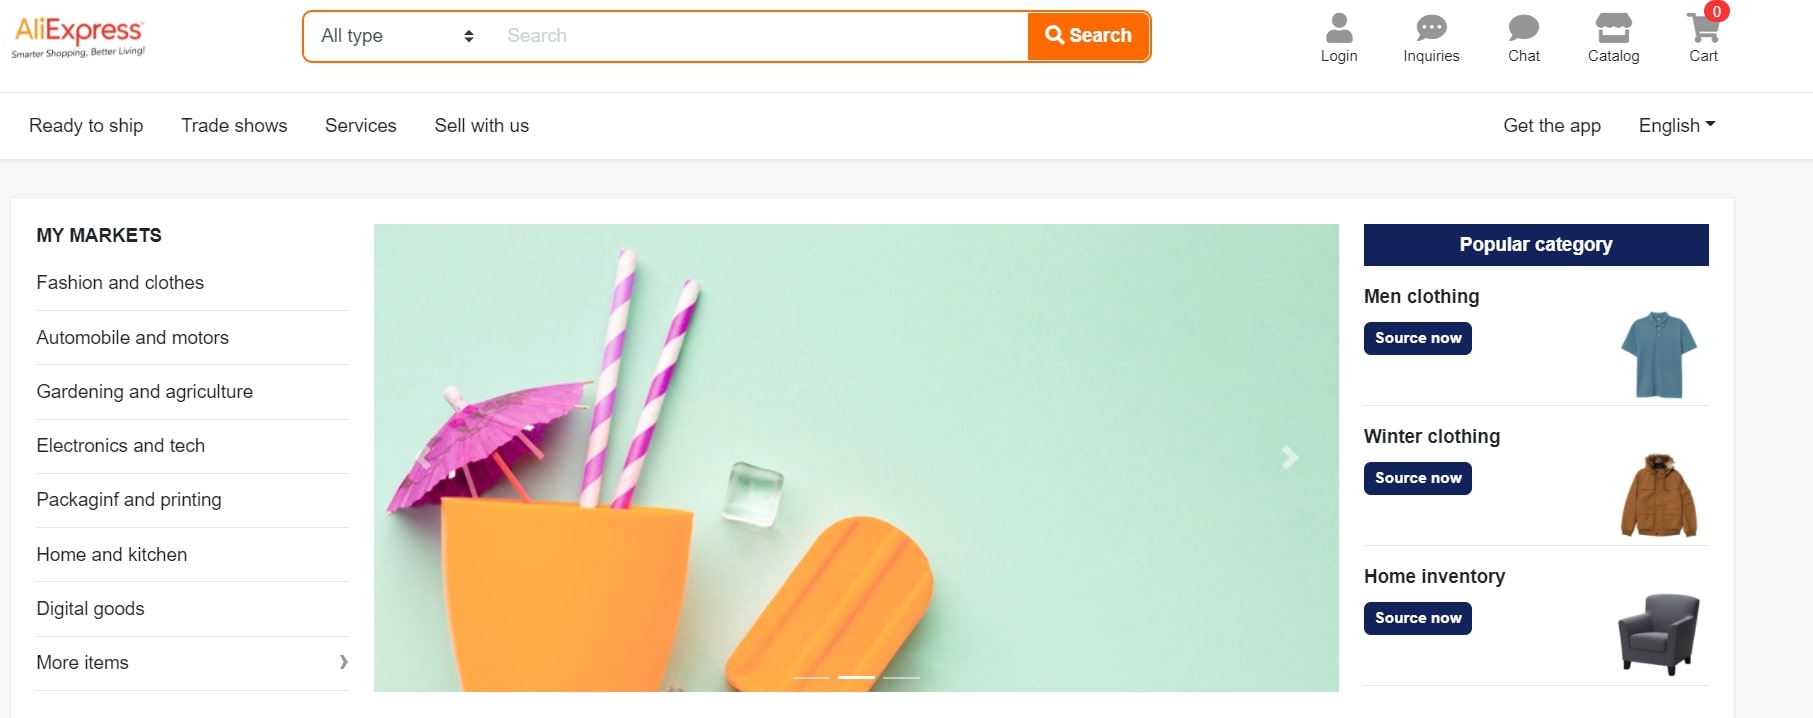 AliExpress
Smarter Shopping, Better Living!
All type
Search
Search
Login
Inquiries
Chat
Catalog
0
Cart
Ready to ship
Trade shows
Services
Sell with us
Get the app
English
MY MARKETS
Fashion and clothes
Automobile and motors
Gardening and agriculture
Electronics and tech
Packaginf and printing
Home and kitchen
Digital goods
More items
Popular category
Men clothing
Source now
Winter clothing
Source now
Home inventory
Source now